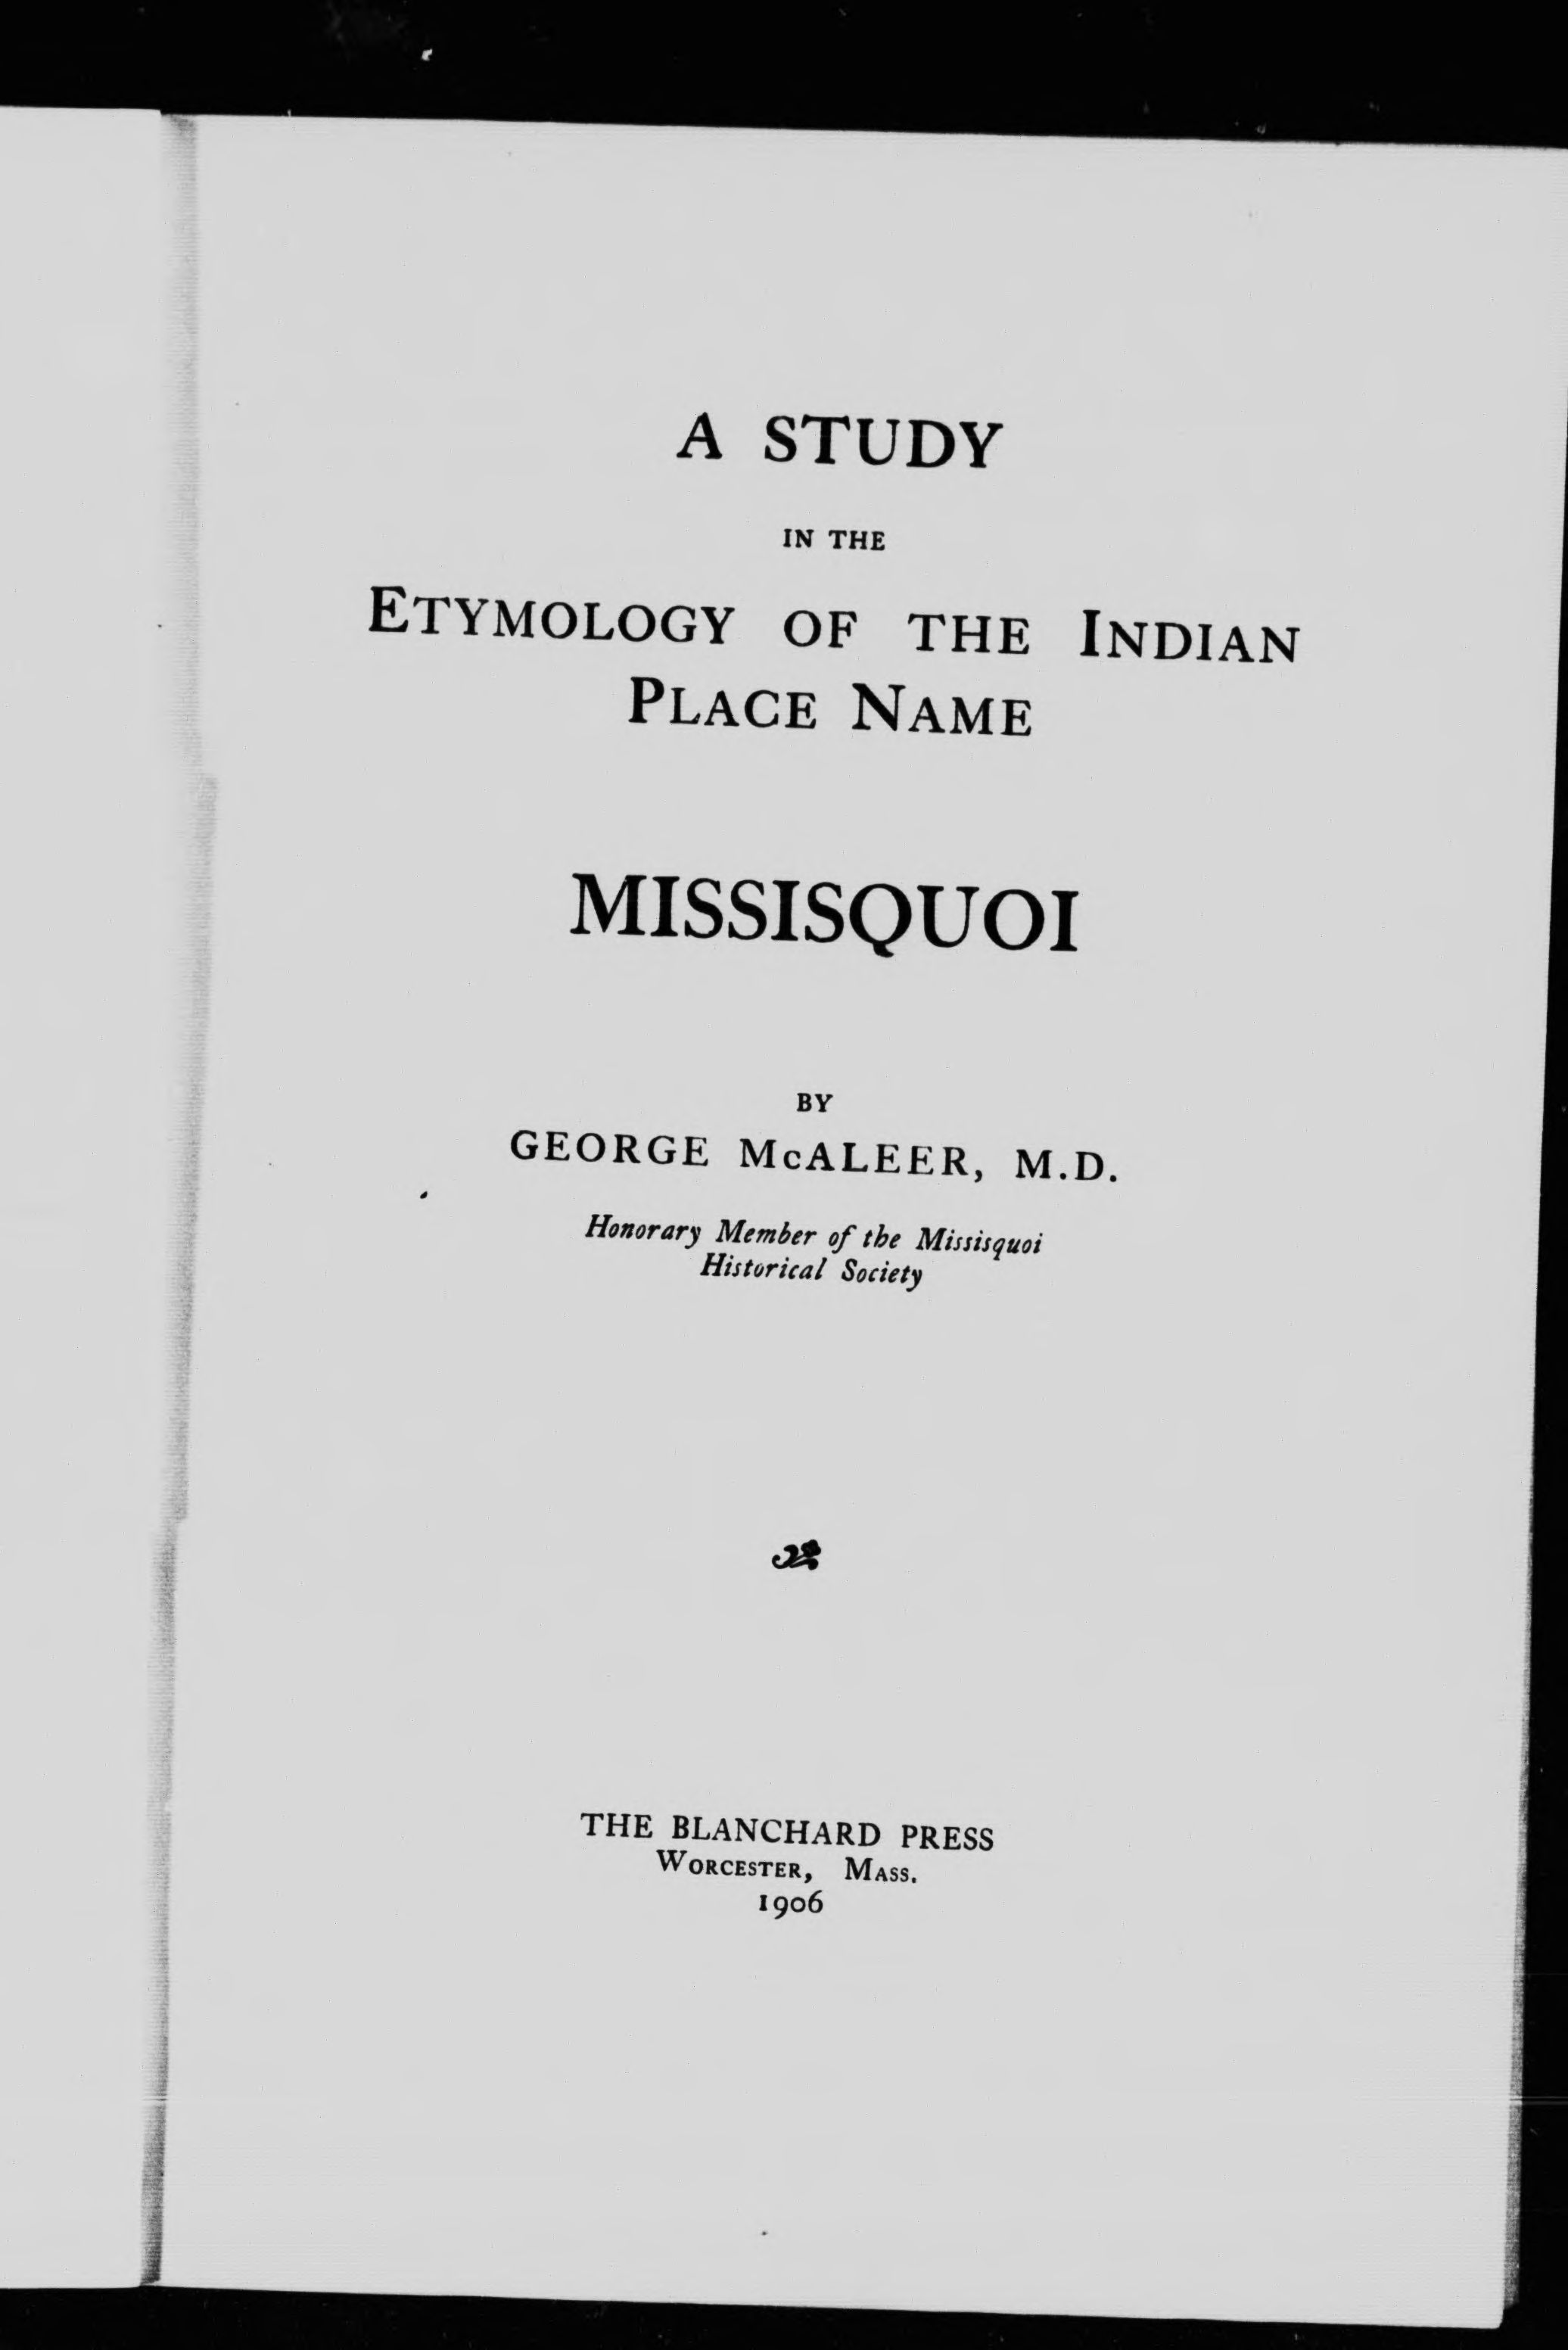 A STUDY
IN THE
ETYMOLOGY OF THE INDIAN
PLACE NAME
MISSISQUOI
BY
GEORGE McALEER, M.D.
Honorary Member of the Missisquoi
Historical Society
THE BLANCHARD PRESS
WORCESTER, MASS.
1906